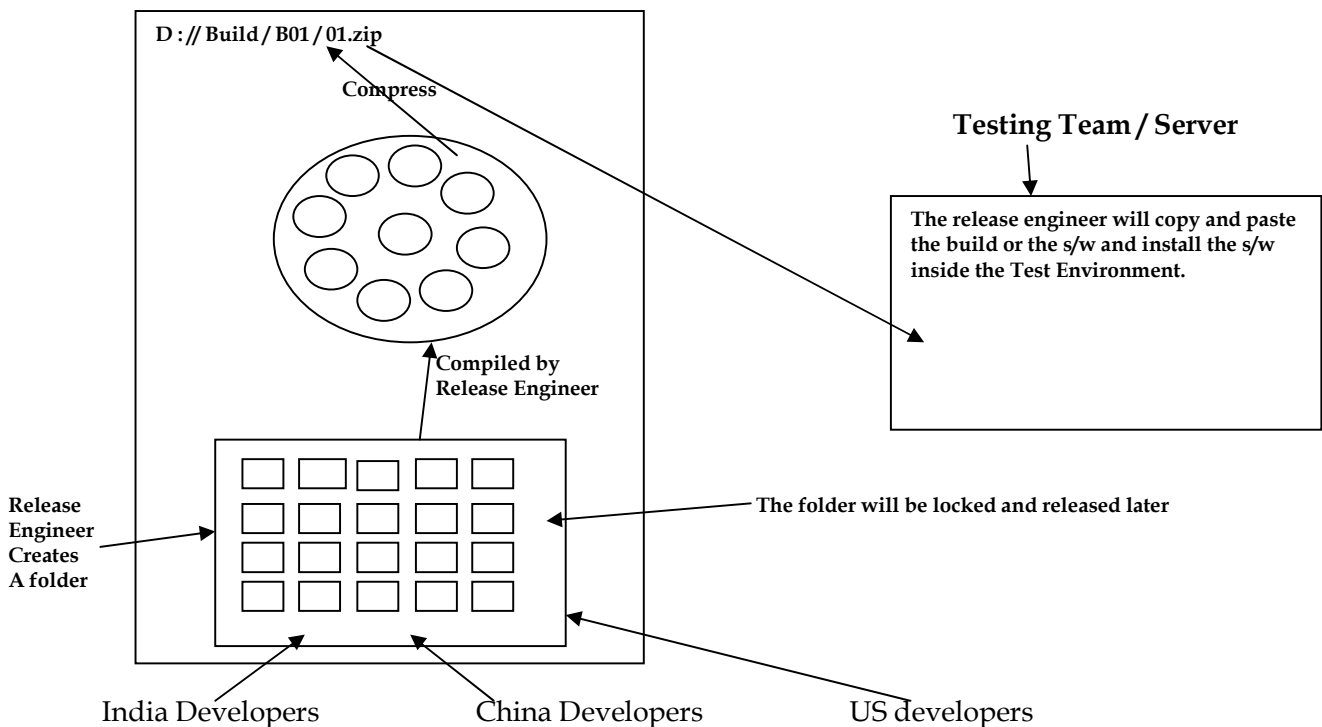 D : // Build / B01 / 01.zip
Compress
Testing Team / Server
The release engineer will copy and paste
the build or the s/w and install the s/w
inside the Test Environment.
Compiled by
Release Engineer
Release
Engineer
Creates
A folder
The folder will be locked and released later
India Developers
China Developers
US developers